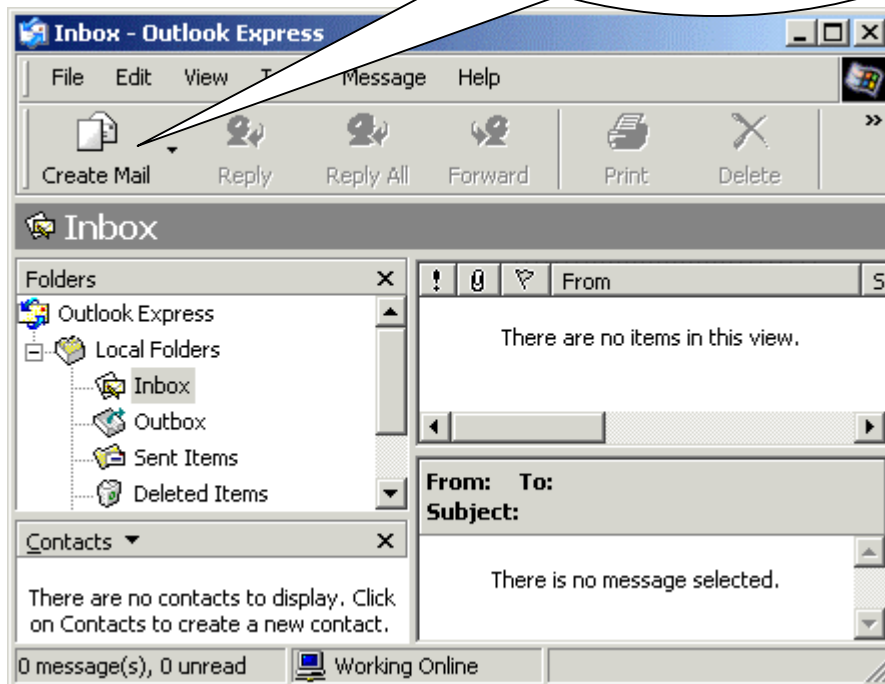 Inbox - Outlook Express
File Edit View T Message Help
Create Mail Reply Reply All Forward Print Delete »
Inbox
Folders
! From S
Outlook Express
There are no items in this view.
Local Folders
Inbox
Outbox
Sent Items
Deleted Items
From: To:
Subject:
Contacts
There is no message selected.
There are no contacts to display. Click
on Contacts to create a new contact.
0 message(s), 0 unread Working Online